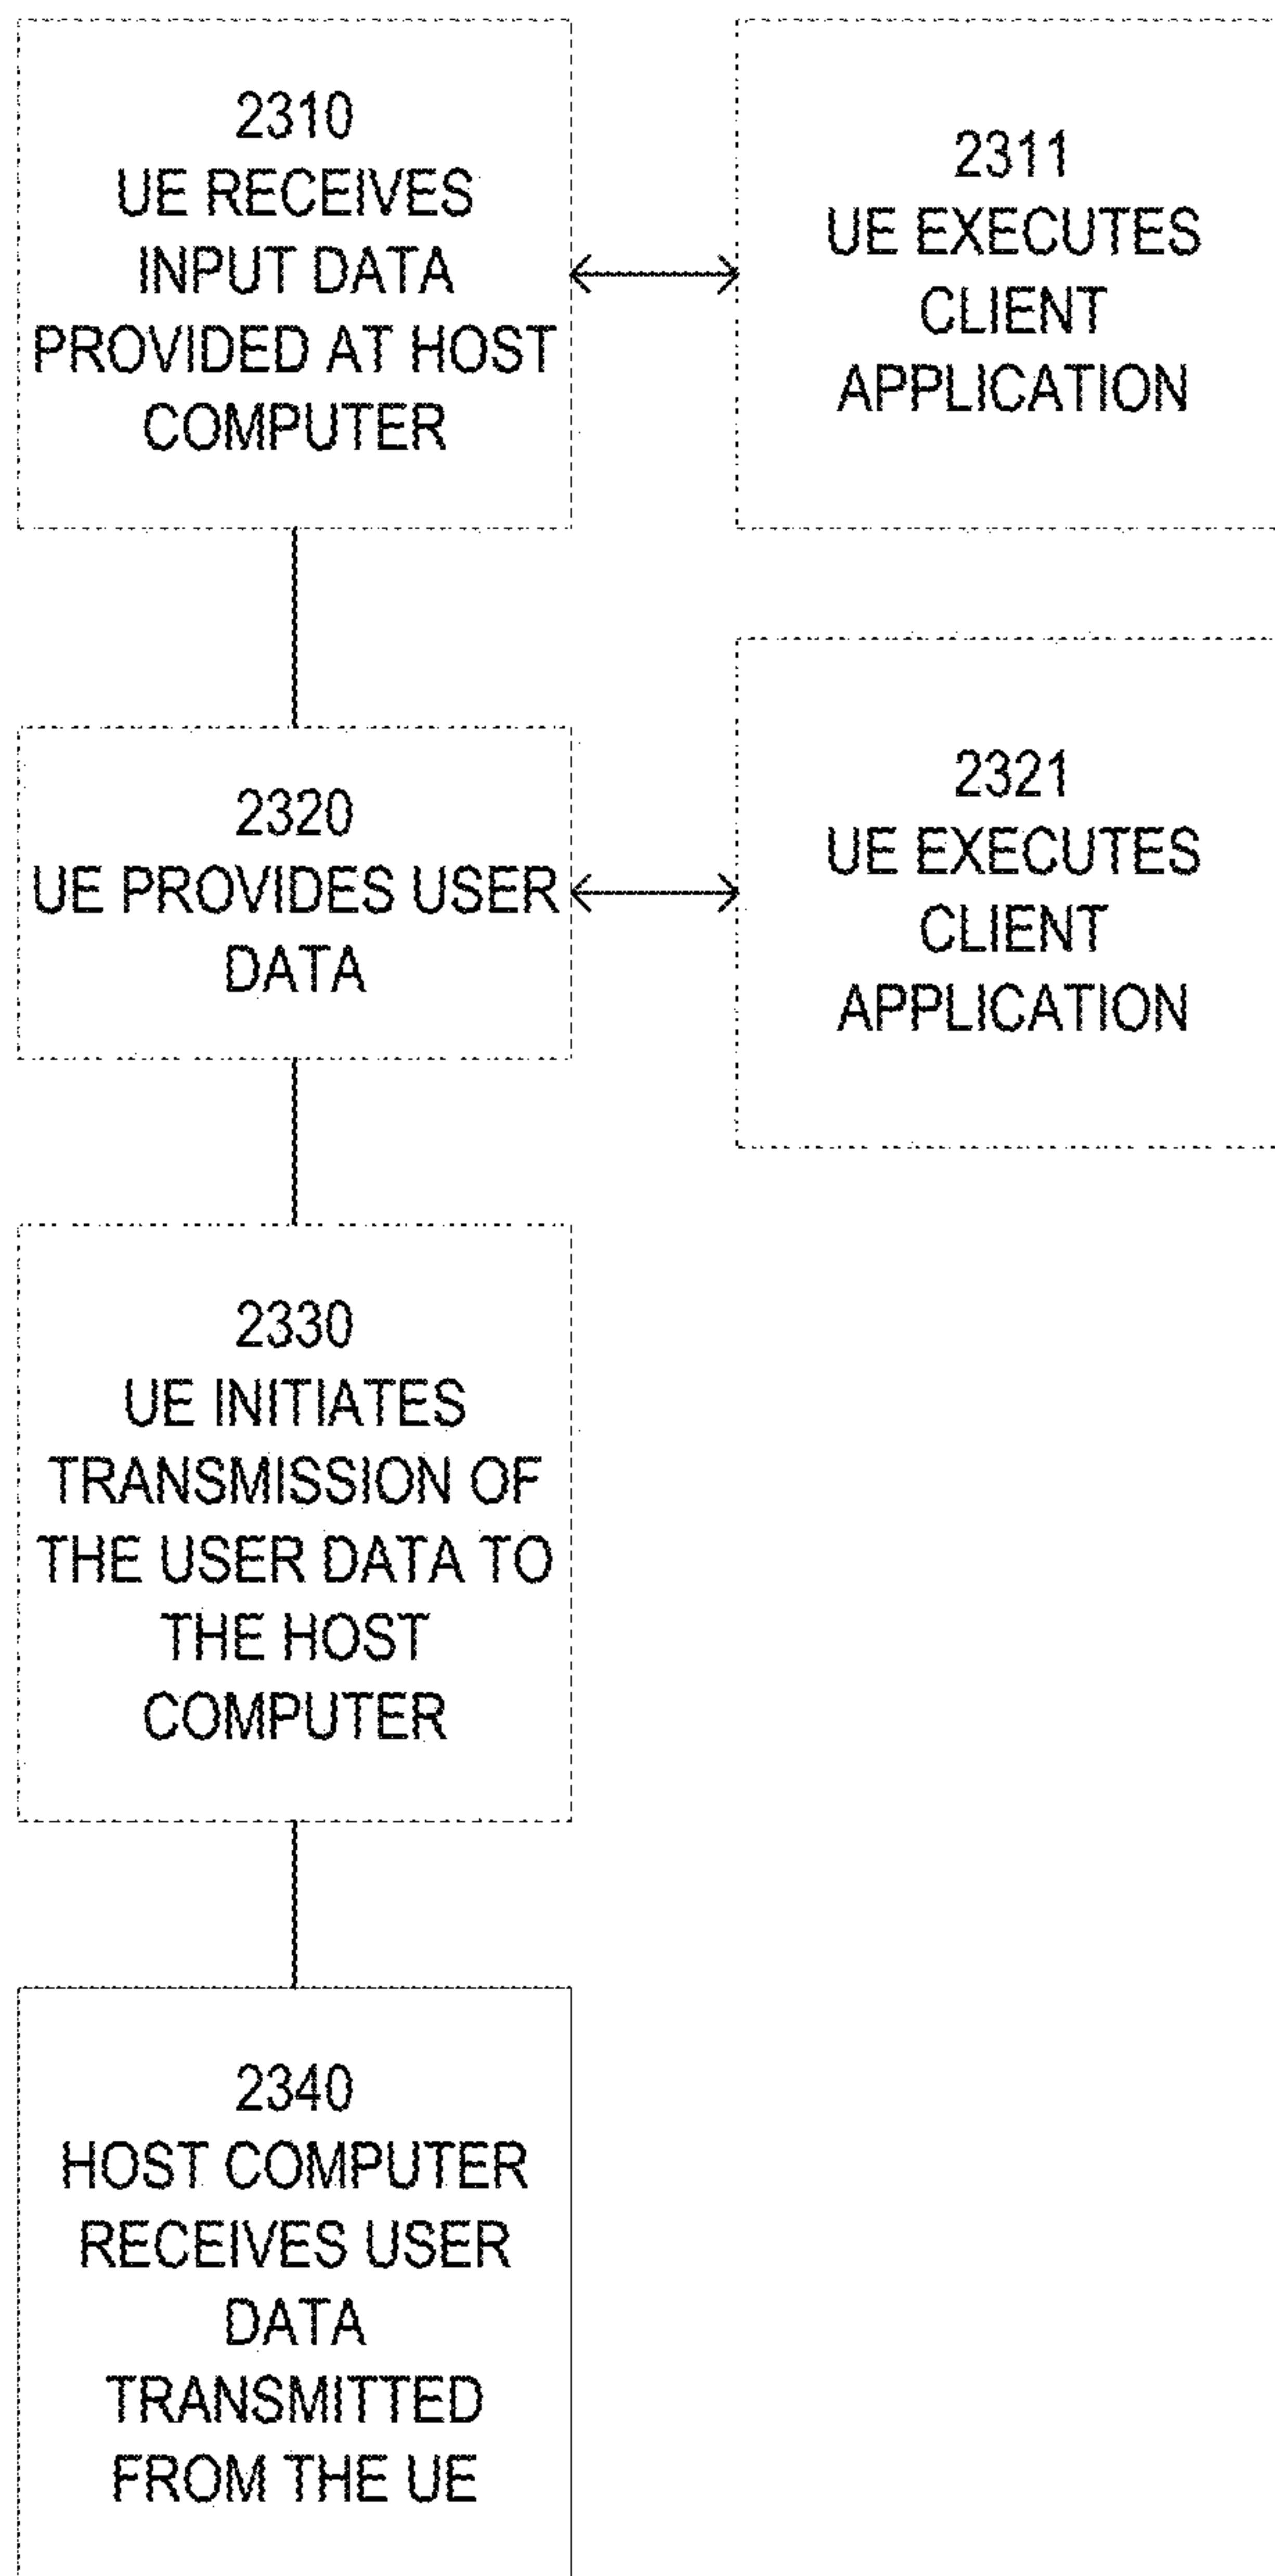 2310
UE RECEIVES
INPUT DATA
PROVIDED AT HOST
COMPUTER
2311
UE EXECUTES
CLIENT
APPLICATION
2320
UE PROVIDES USER
DATA
2321
UE EXECUTES
CLIENT
APPLICATION
2330
UE INITIATES
TRANSMISSION OF
THE USER DATA TO
THE HOST
COMPUTER
2340
HOST COMPUTER
RECEIVES USER
DATA
TRANSMITTED
FROM THE UE